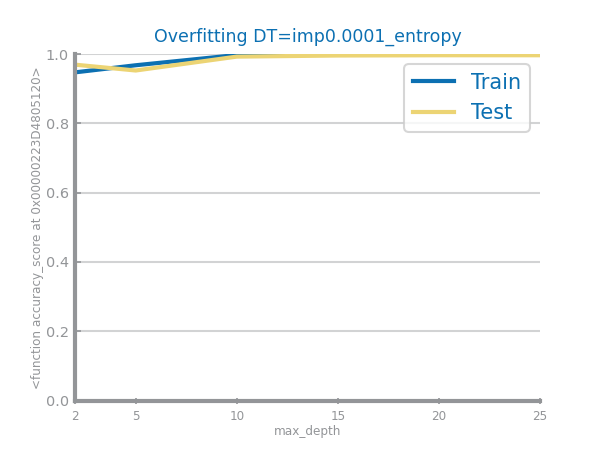 Overfitting DT=imp0.0001_entropy
<function accuracy_score at 0x00000223D4805120>
1.0
0.8
0.6
0.4
0.2
0.0
Train
Test
2 5 10 15 20 25
max_depth